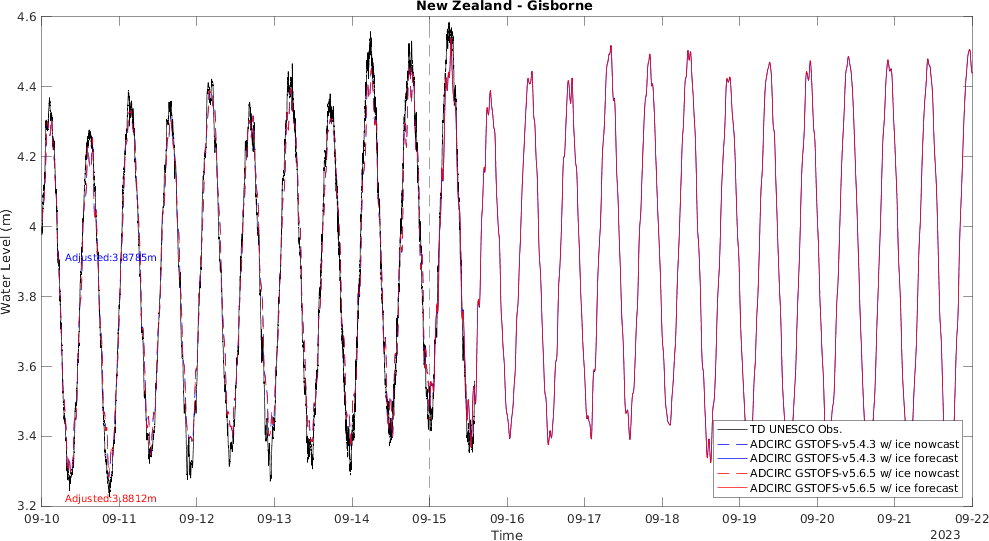 New Zealand - Gisborne
Water Level (m)
4.6
4.4
4.2
4
3.8
3.6
3.4
3.2
Adjusted:3.8785m
Adjusted:3.8812m
TD UNESCO Obs.
ADCIRC GSTOFS-v5.4.3 w/ ice nowcast
ADCIRC GSTOFS-v5.4.3 w/ ice forecast
ADCIRC GSTOFS-v5.6.5 w/ ice nowcast
ADCIRC GSTOFS-v5.6.5 w/ ice forecast
09-10 09-11 09-12 09-13 09-14 09-15 09-16 09-17 09-18 09-19 09-20 09-21 09-22
Time
2023